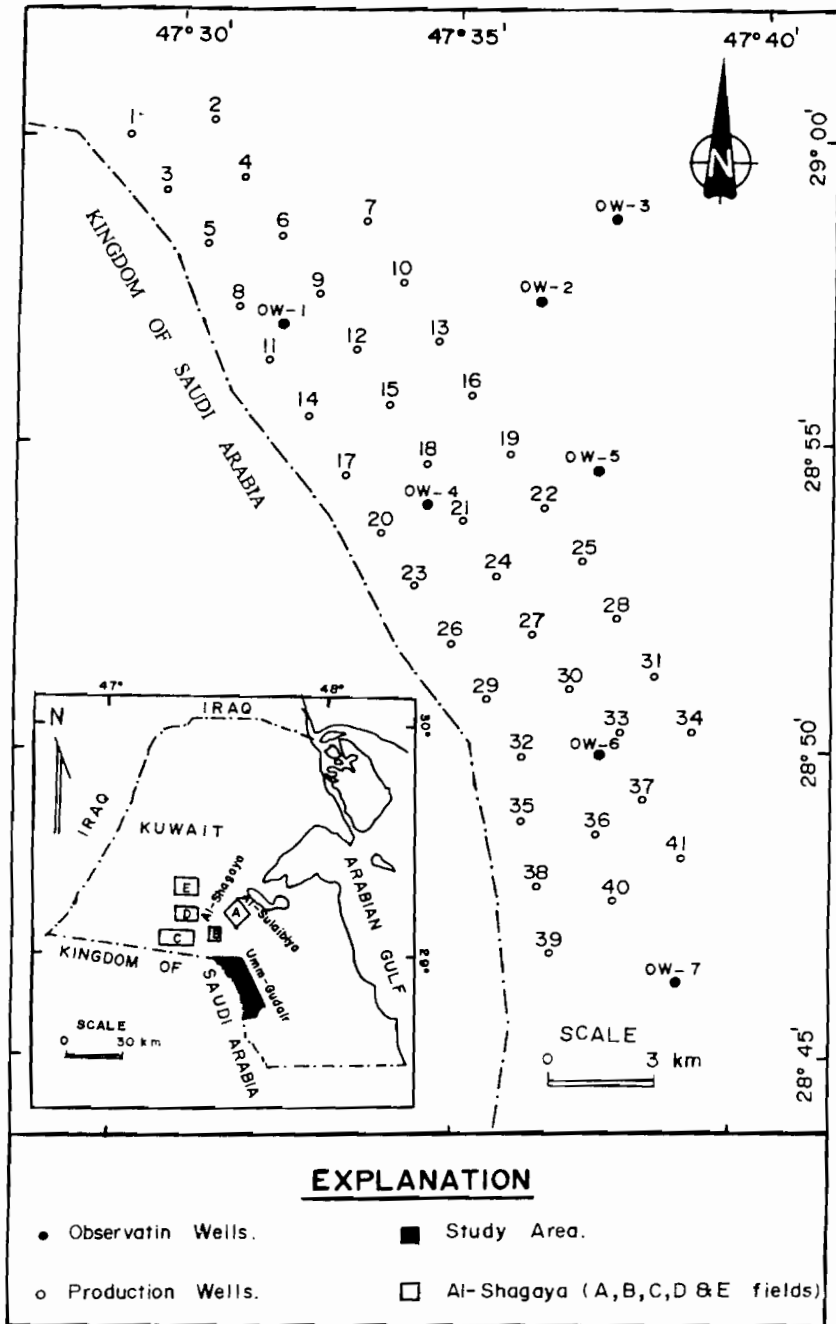 47° 30' 47° 35' 47° 40'
1 2
29° 00'
3 4
OW-3
5 6 7
8 9 10
OW-2
OW-1
11 12 13
14 15 16
28° 55'
17 18 19
OW-5
OW-4
20 21 22
23 24 25
26 27 28
29 30 31
32 33 34
OW-6
28° 50'
35 36 37
38 40 41
39
OW-7
28° 45'
KINGDOM OF SAUDI ARABIA
SCALE
0 3 km
47° 48°
N
IRAQ
30°
IRAQ
KUWAIT
ARABIAN GULF
E
D
C
B
A
Al-Shagaya
Al-Sulaibiya
Umm-Gudair
29°
KINGDOM OF
SAUDI ARABIA
SCALE
0 30 km
N
EXPLANATION
Observatin Wells.
Study Area.
Production Wells.
Al-Shagaya (A,B,C,D & E fields)